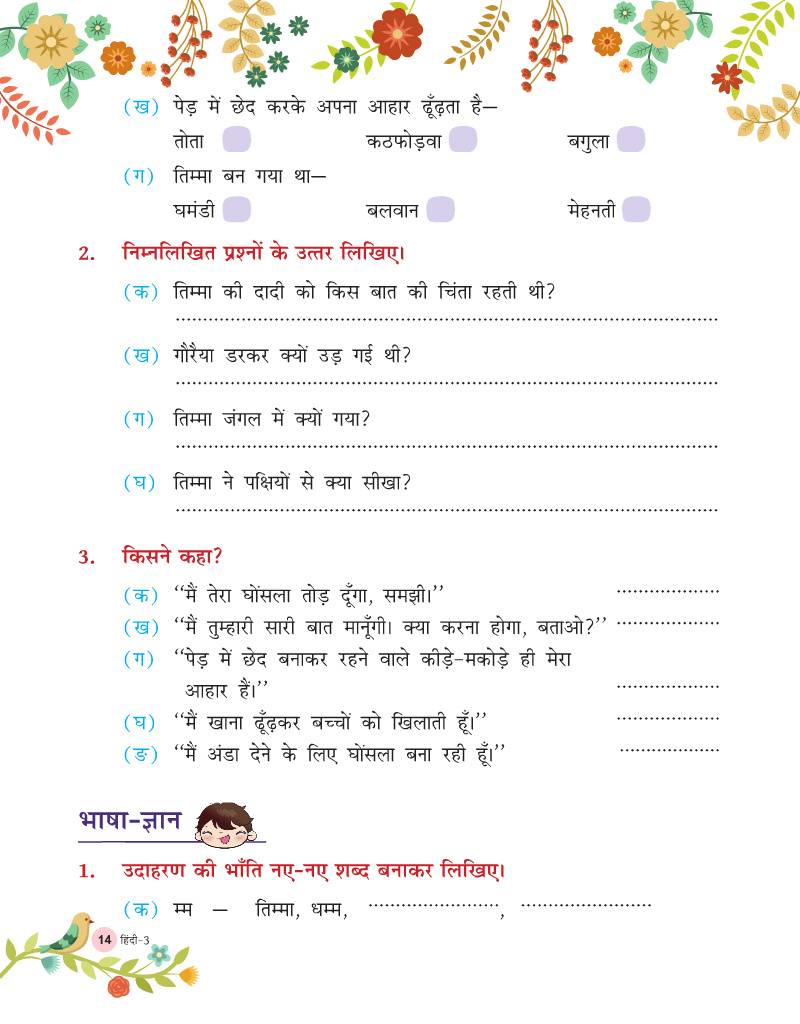 (ख) पेड़ में छेद करके अपना आहार ढूँढ़ता है—
तोता कठफोड़वा बगुला
(ग) तिम्मा बन गया था—
घमंडी बलवान मेहनती
2. निम्नलिखित प्रश्नों के उत्तर लिखिए।
(क) तिम्मा की दादी को किस बात की चिंता रहती थी?
(ख) गौरैया डरकर क्यों उड़ गई थी?
(ग) तिम्मा जंगल में क्यों गया?
(घ) तिम्मा ने पक्षियों से क्या सीखा?
3. किसने कहा?
(क) ‘‘मैं तेरा घोंसला तोड़ दूँगा, समझी।’’ ...................
(ख) ‘‘मैं तुम्हारी सारी बात मानूँगी। क्या करना होगा, बताओ?’’ ...................
(ग) ‘‘पेड़ में छेद बनाकर रहने वाले कीड़े-मकोड़े ही मेरा
आहार हैं।’’ ...................
(घ) ‘‘मैं खाना ढूँढ़कर बच्चों को खिलाती हूँ।’’ ...................
(ङ) ‘‘मैं अंडा देने के लिए घोंसला बना रही हूँ।’’ ...................
भाषा-ज्ञान
1. उदाहरण की भाँति नए-नए शब्द बनाकर लिखिए।
(क) म्म — तिम्मा, धम्म, ........................, ........................
14 हिंदी-3